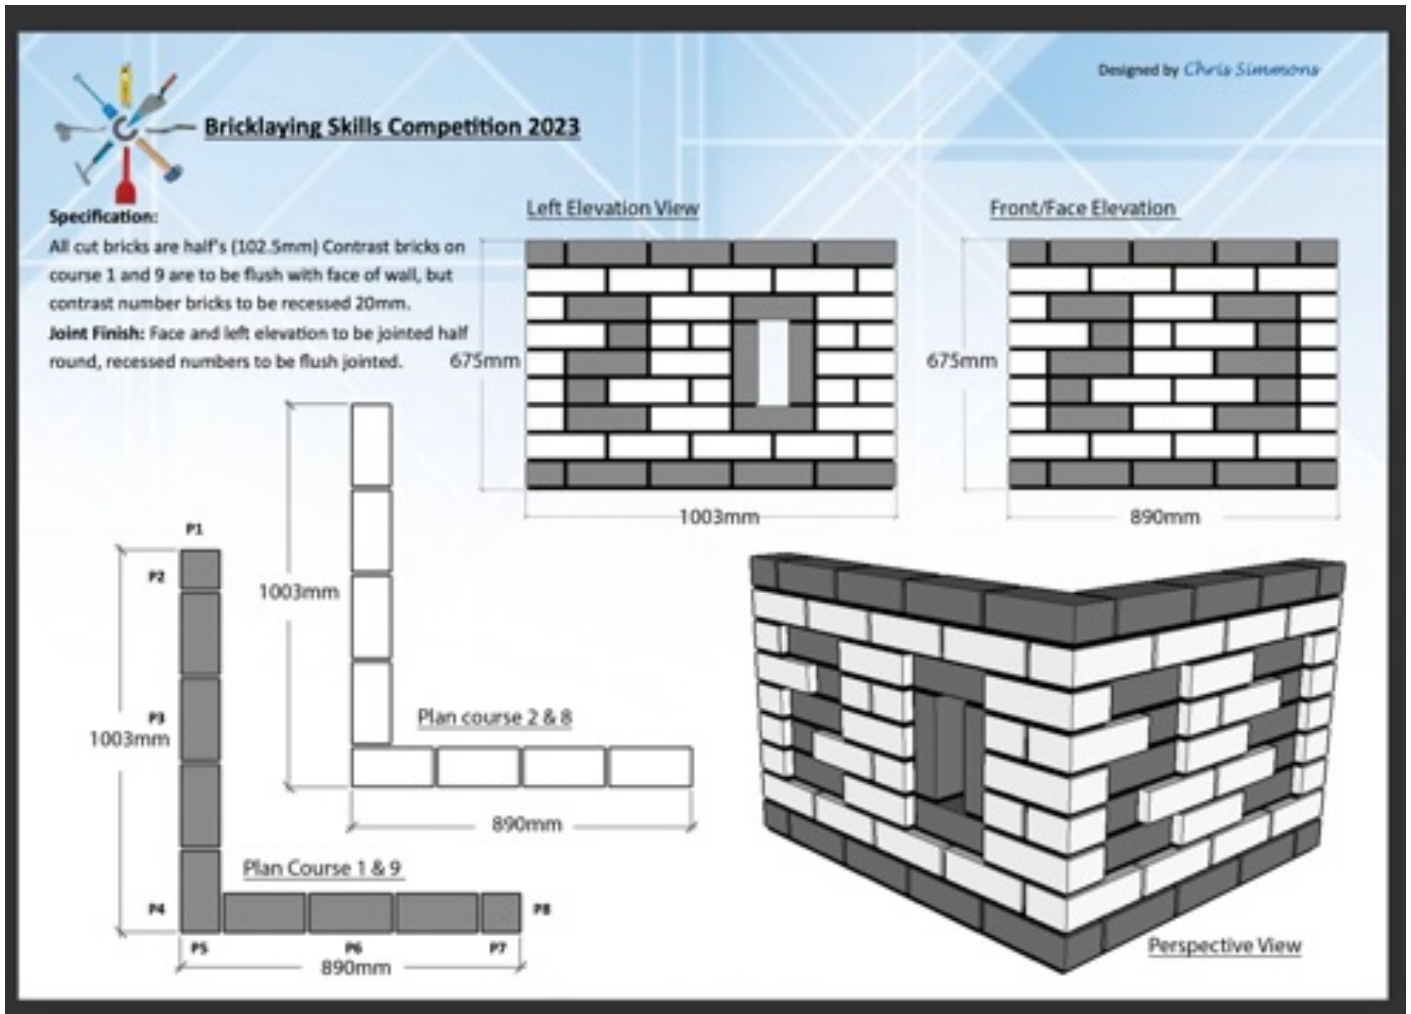 Designed by Chris Simmons
Bricklaying Skills Competition 2023
Specification:
All cut bricks are half's (102.5mm) Contrast bricks on
course 1 and 9 are to be flush with face of wall, but
contrast number bricks to be recessed 20mm.
Joint Finish: Face and left elevation to be jointed half
round, recessed numbers to be flush jointed.
Left Elevation View
675mm
1003mm
Front/Face Elevation
675mm
890mm
1003mm
Plan course 2 & 8
890mm
P1
P2
P3
1003mm
Plan Course 1 & 9
P4
P8
P5
P6
P7
890mm
Perspective View